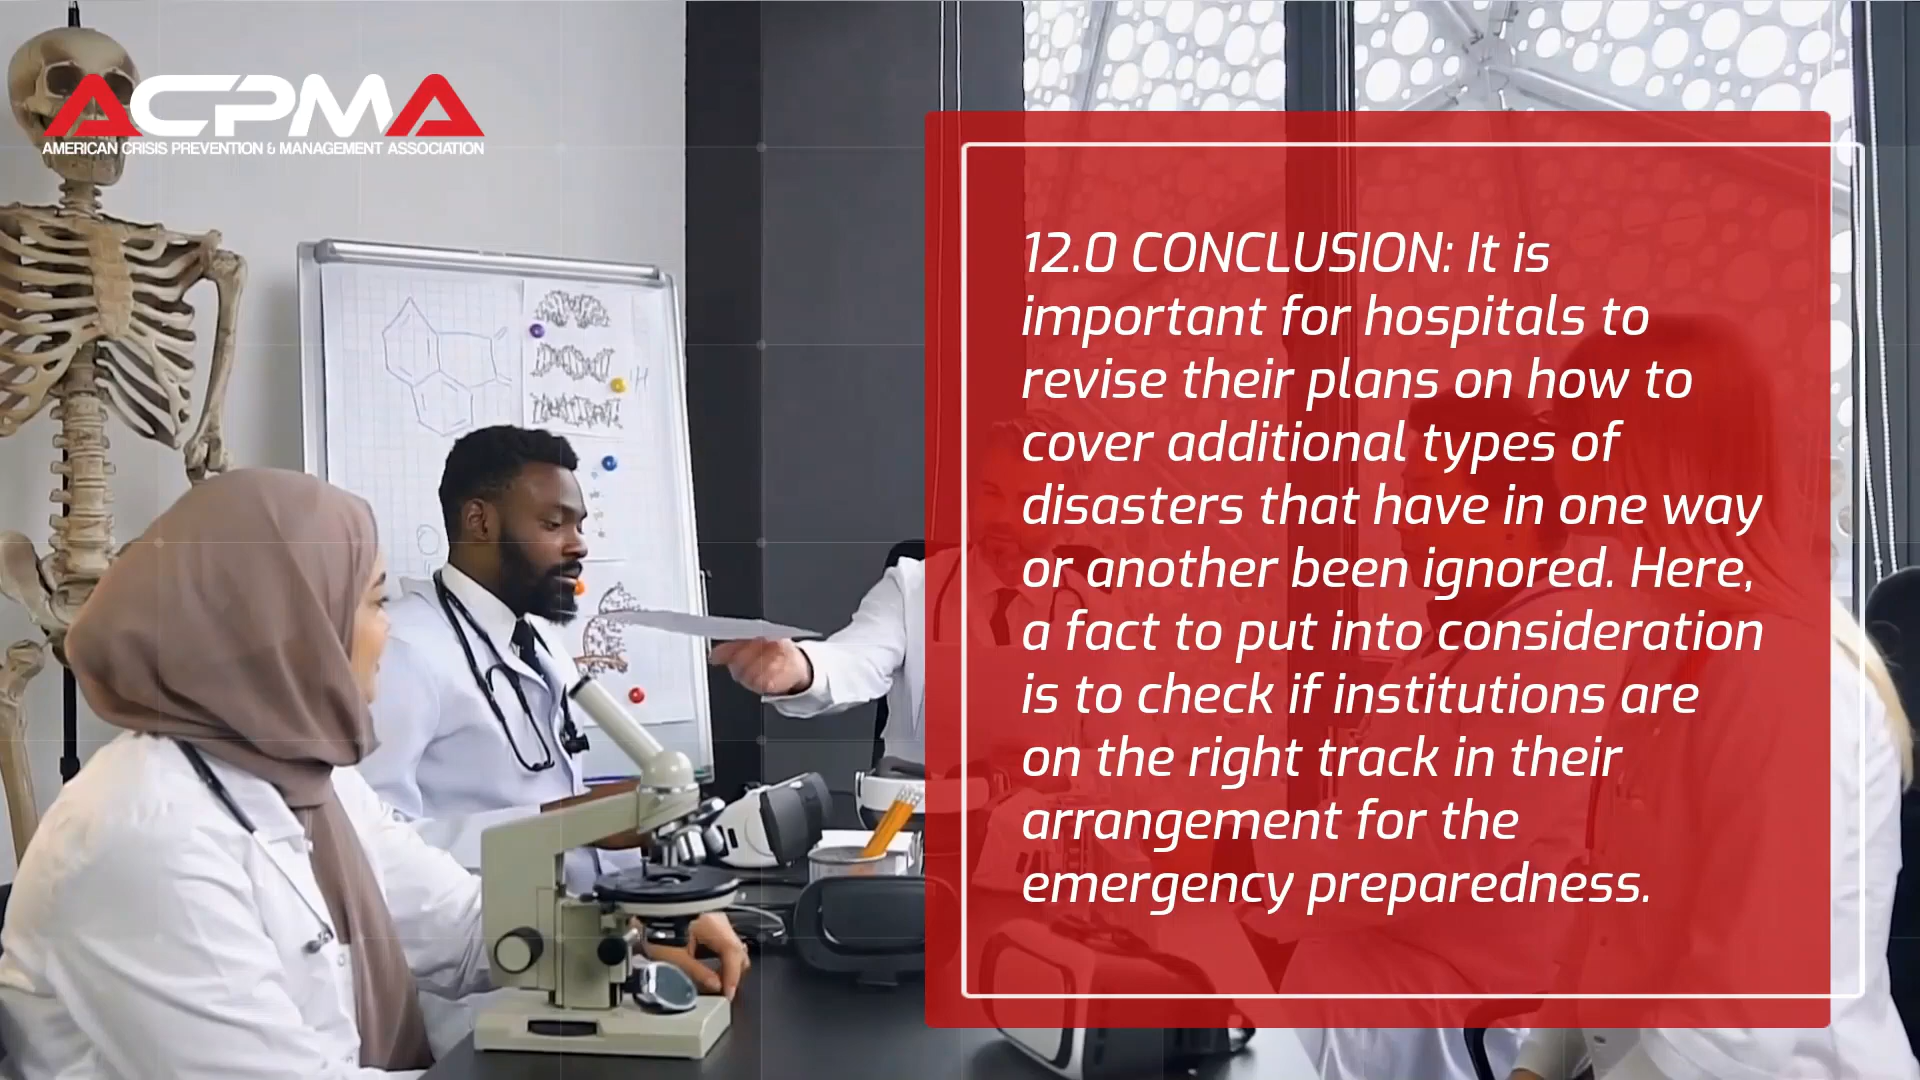 ACPMA
AMERICAN CRISIS PREVENTION & MANAGEMENT ASSOCIATION
12.0 CONCLUSION: It is
important for hospitals to
revise their plans on how to
cover additional types of
disasters that have in one way
or another been ignored. Here,
a fact to put into consideration
is to check if institutions are
on the right track in their
arrangement for the
emergency preparedness.